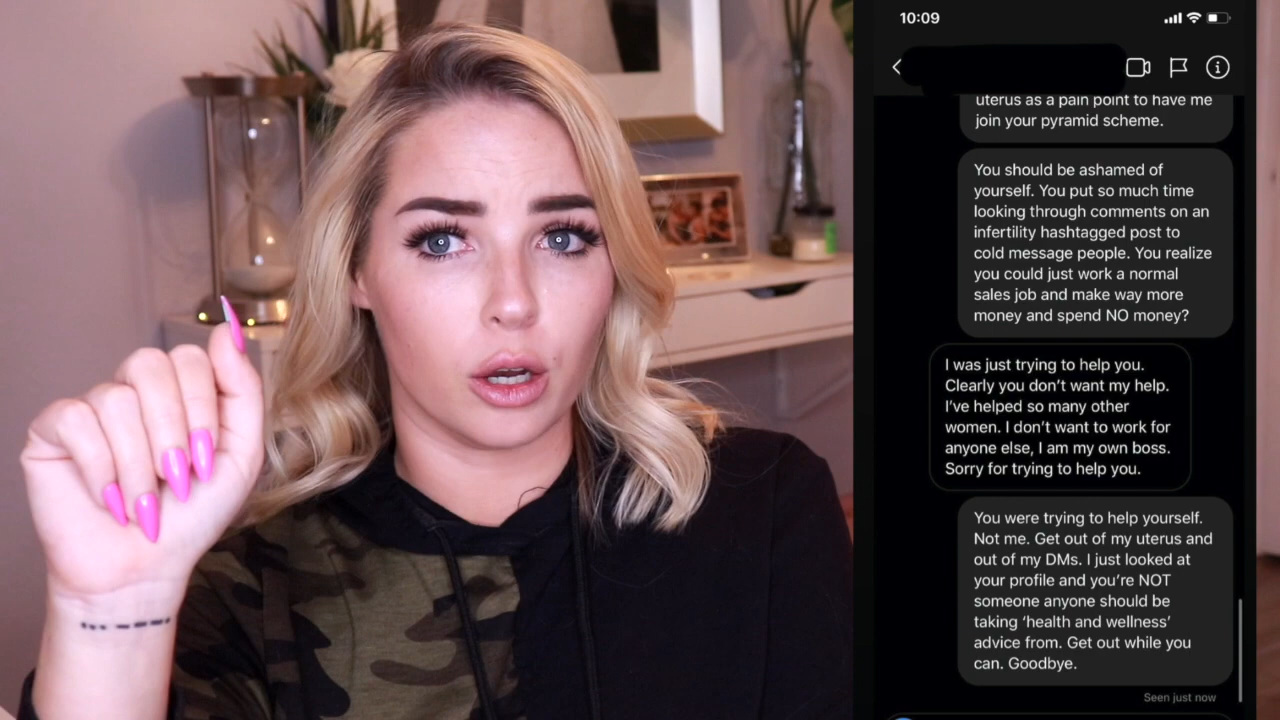 10:09
uterus as a pain point to have me
join your pyramid scheme.
You should be ashamed of
yourself. You put so much time
looking through comments on an
infertility hashtagged post to
cold message people. You realize
you could just work a normal
sales job and make way more
money and spend NO money?
I was just trying to help you.
Clearly you don’t want my help.
I’ve helped so many other
women. I don’t want to work for
anyone else, I am my own boss.
Sorry for trying to help you.
You were trying to help yourself.
Not me. Get out of my uterus and
out of my DMs. I just looked at
your profile and you’re NOT
someone anyone should be
taking ‘health and wellness’
advice from. Get out while you
can. Goodbye.
Seen just now